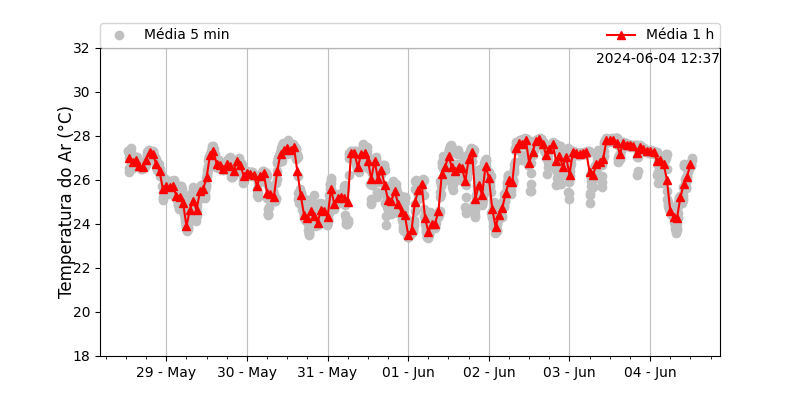 Média 5 min
Média 1 h
2024-06-04 12:37
Temperatura do Ar (°C)
32
30
28
26
24
22
20
18
29 - May
30 - May
31 - May
01 - Jun
02 - Jun
03 - Jun
04 - Jun